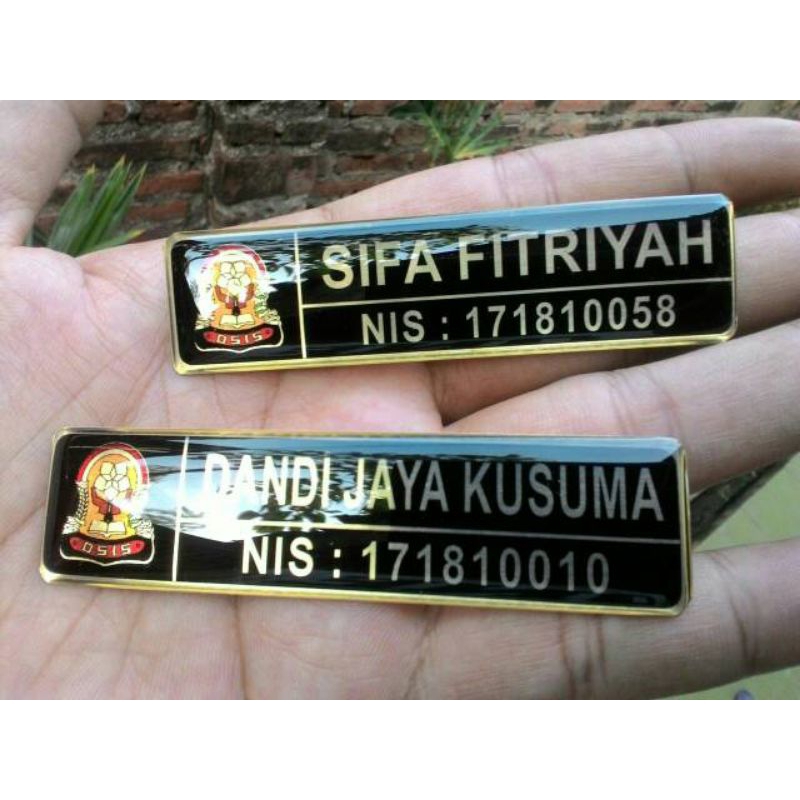 SIFA FITRIYAH
NIS : 171810058
OSIS
DANDI JAYA KUSUMA
NIS : 171810010
OSIS